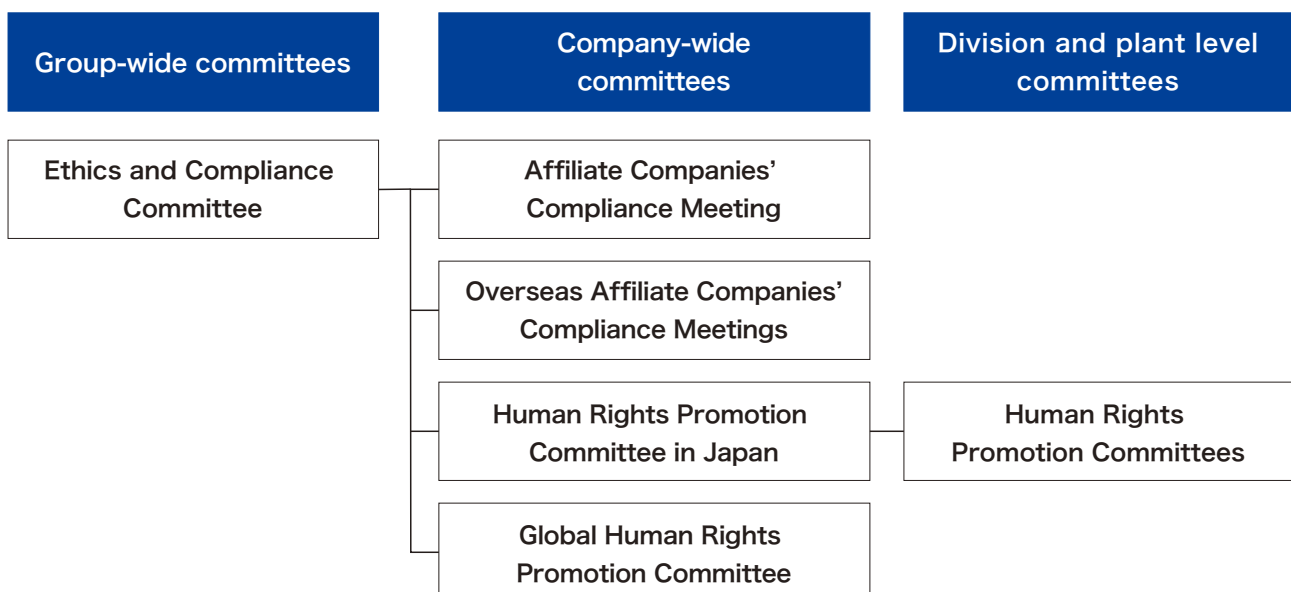 Group-wide committees
Company-wide
committees
Division and plant level
committees
Ethics and Compliance
Committee
Affiliate Companies’
Compliance Meeting
Overseas Affiliate Companies’
Compliance Meetings
Human Rights Promotion
Committee in Japan
Human Rights
Promotion Committees
Global Human Rights
Promotion Committee